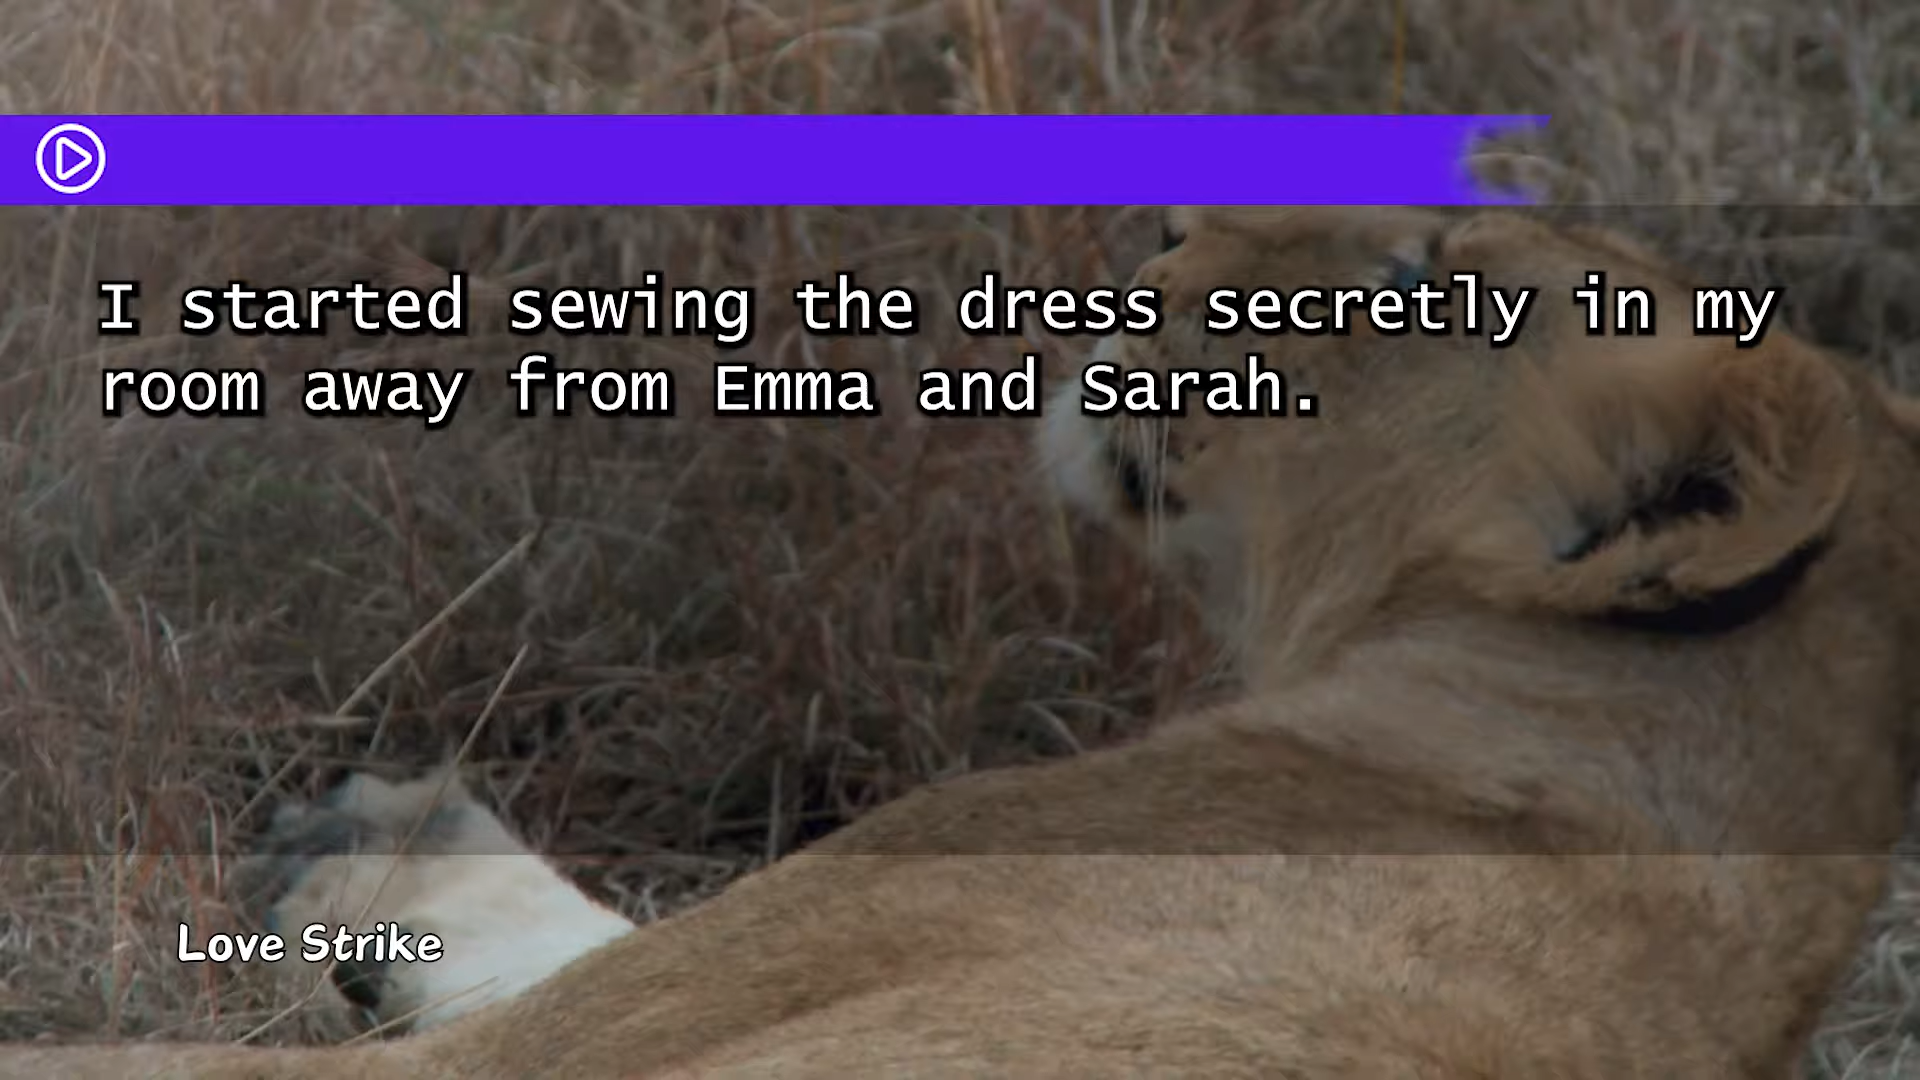 I started sewing the dress secretly in my
room away from Emma and Sarah.
Love Strike